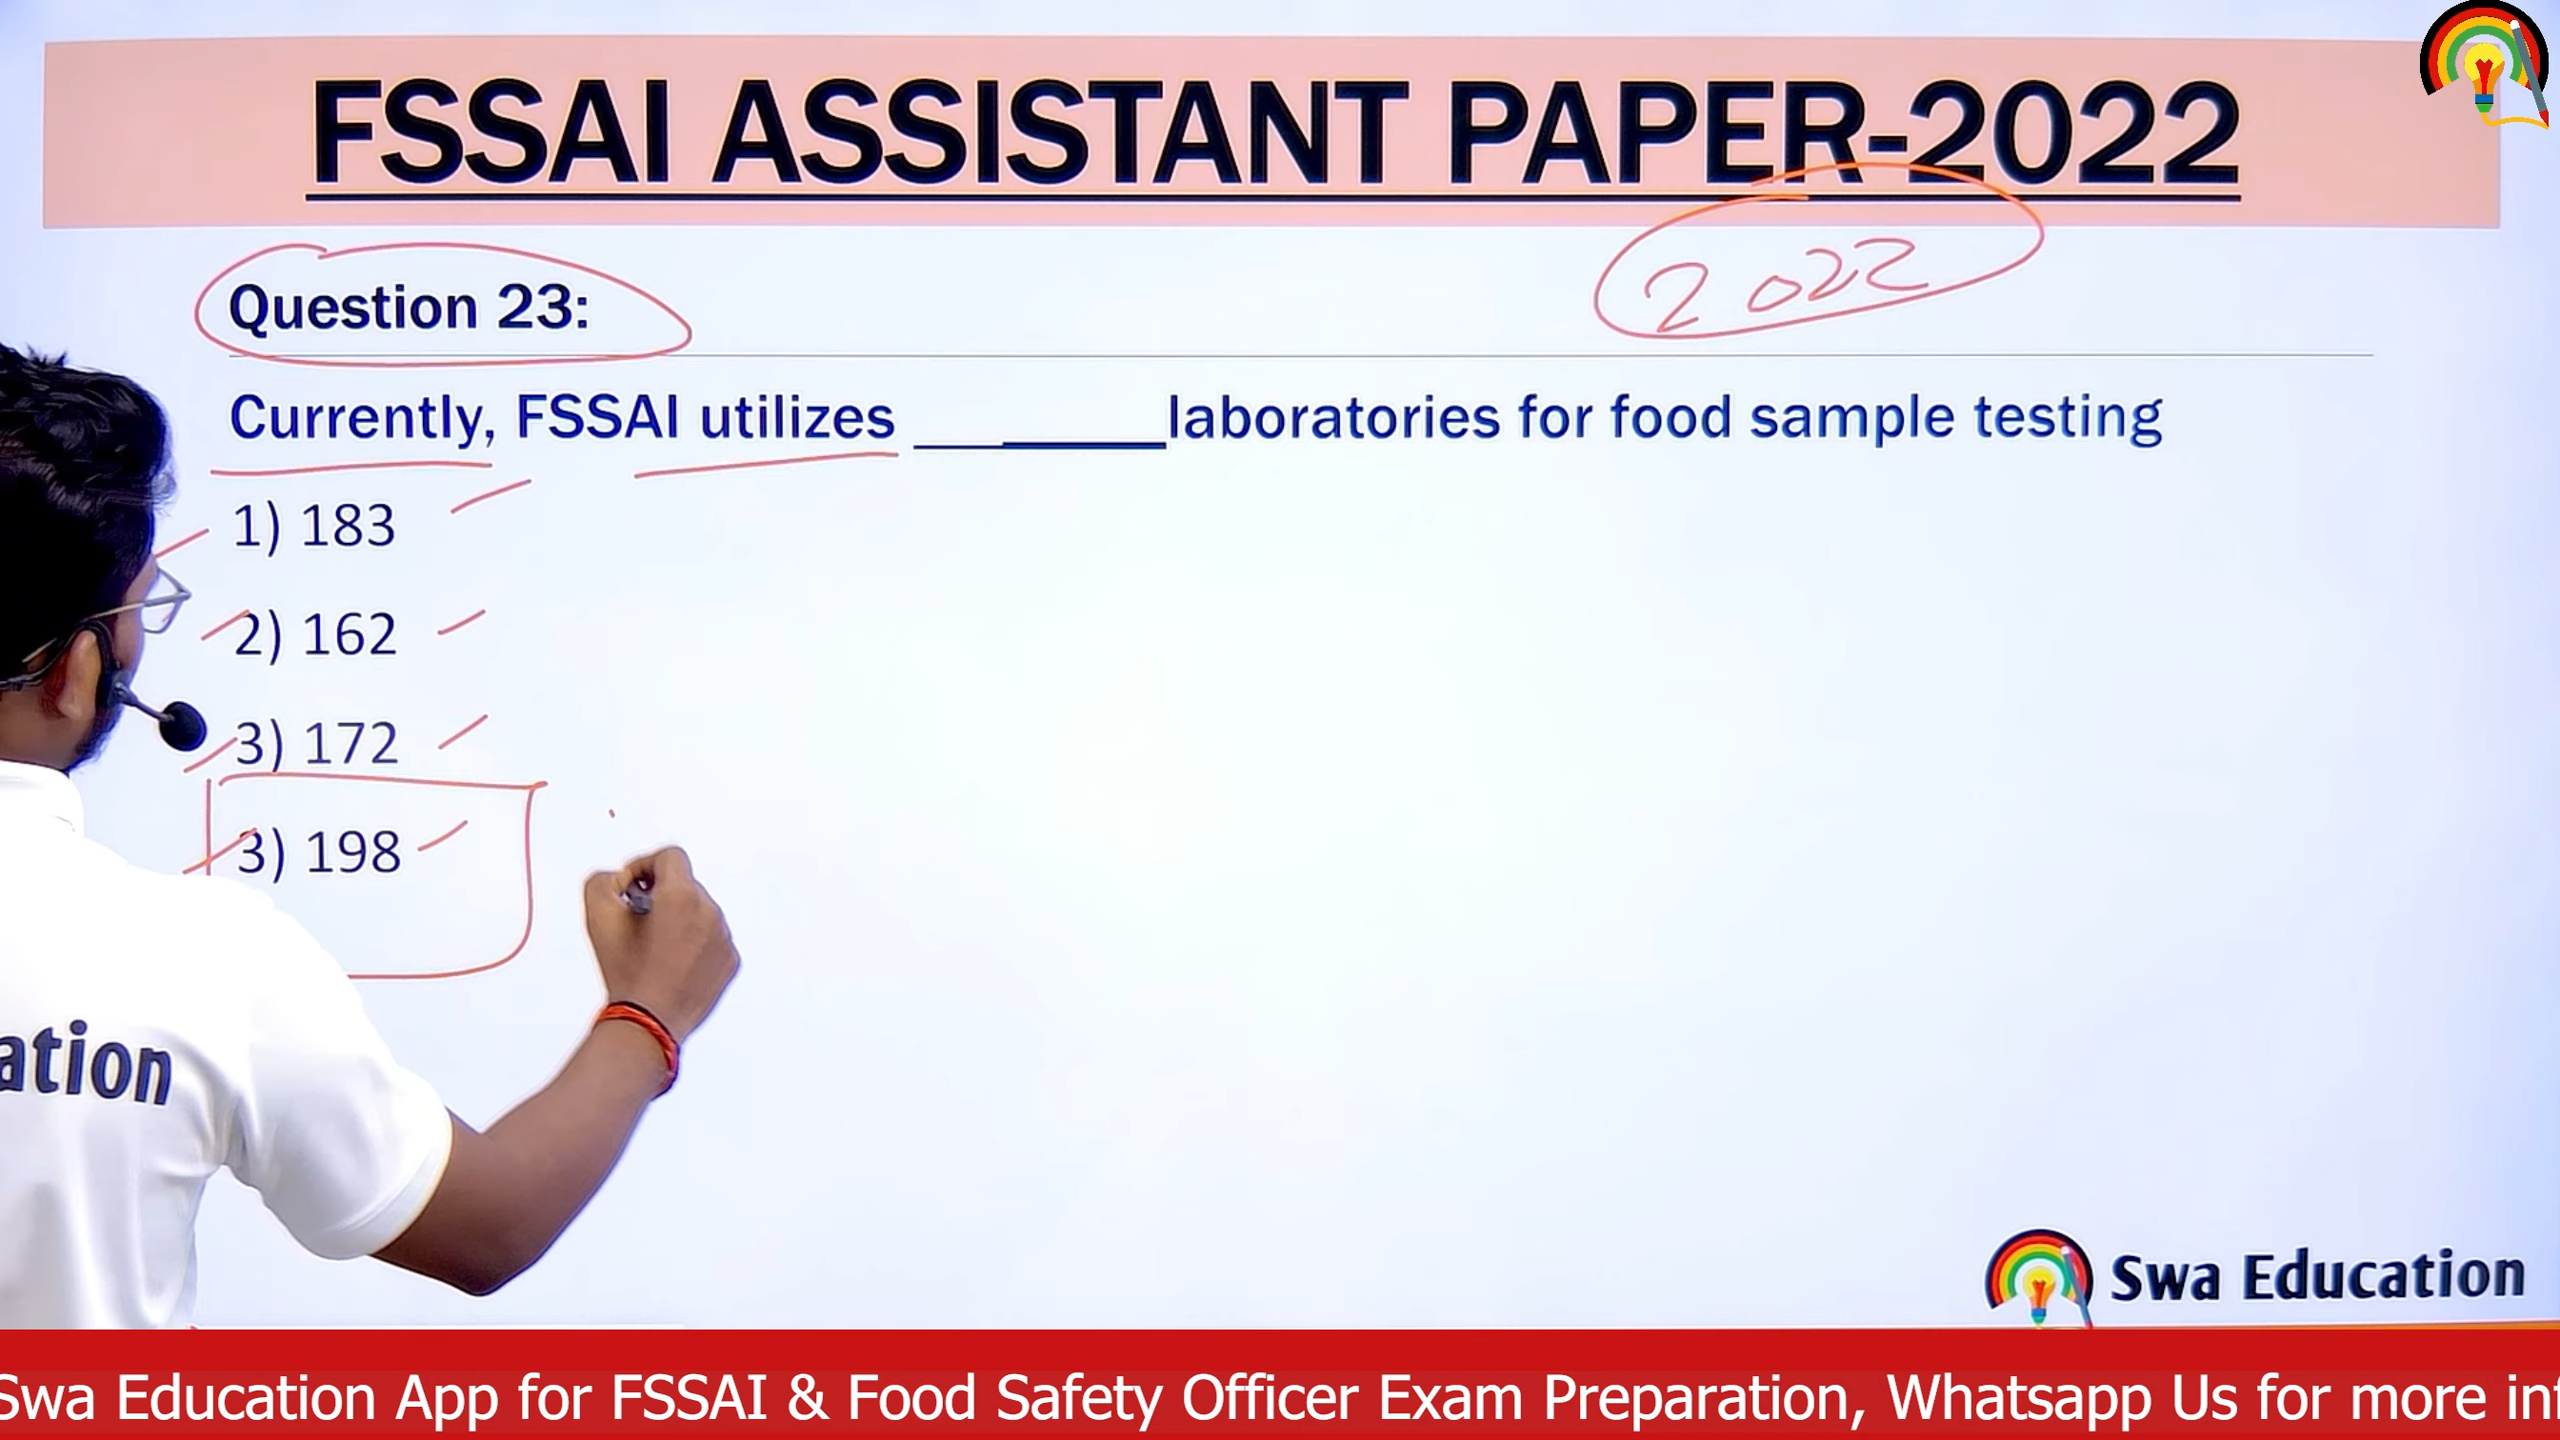 FSSAI ASSISTANT PAPER-2022
2022
Question 23:
Currently, FSSAI utilizes ________ laboratories for food sample testing
1) 183
2) 162
3) 172
3) 198
ation
Swa Education
Swa Education App for FSSAI & Food Safety Officer Exam Preparation, Whatsapp Us for more inf